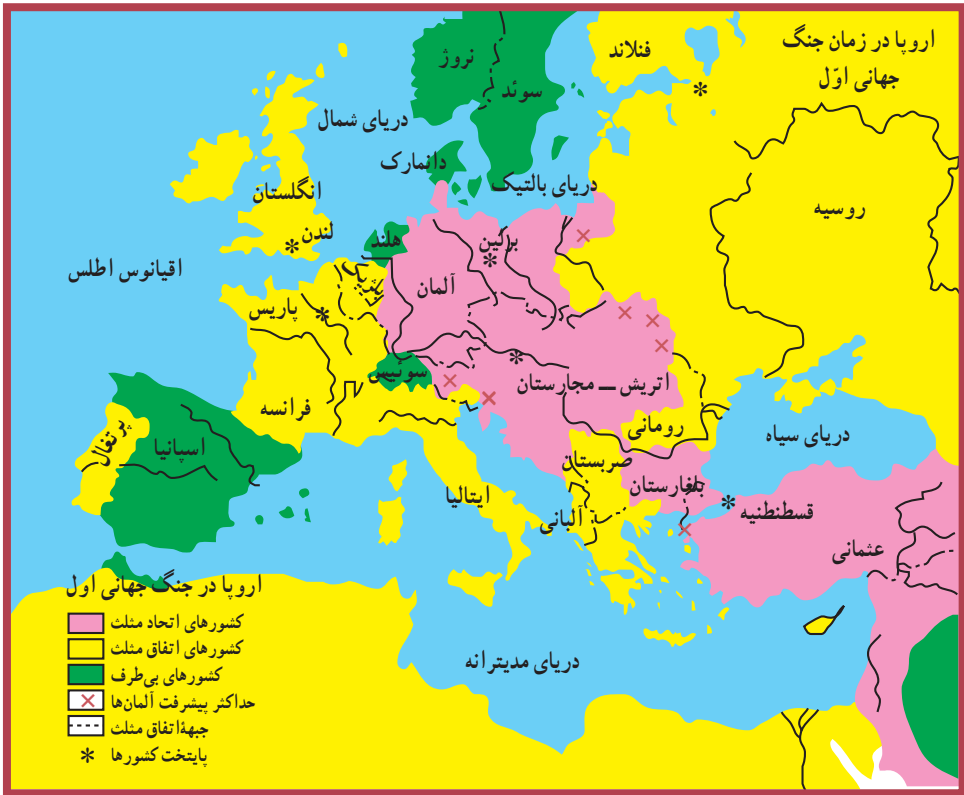 اروپا در زمان جنگ
جهانی اوّل
فنلاند
نروژ
سوئد
دریای شمال
دانمارک
دریای بالتیک
روسیه
انگلستان
لندن
هلند
برلین
اقیانوس اطلس
بلژیک
آلمان
پاریس
سوئیس
اتریش ــ مجارستان
فرانسه
رومانی
دریای سیاه
پرتغال
اسپانیا
صربستان
بلغارستان
ایتالیا
آلبانی
قسطنطنیه
عثمانی
دریای مدیترانه
اروپا در جنگ جهانی اول
کشورهای اتحاد مثلث
کشورهای اتفاق مثلث
کشورهای بی‌طرف
حداکثر پیشرفت آلمان‌ها
جبههٔ اتفاق مثلث
پایتخت کشورها